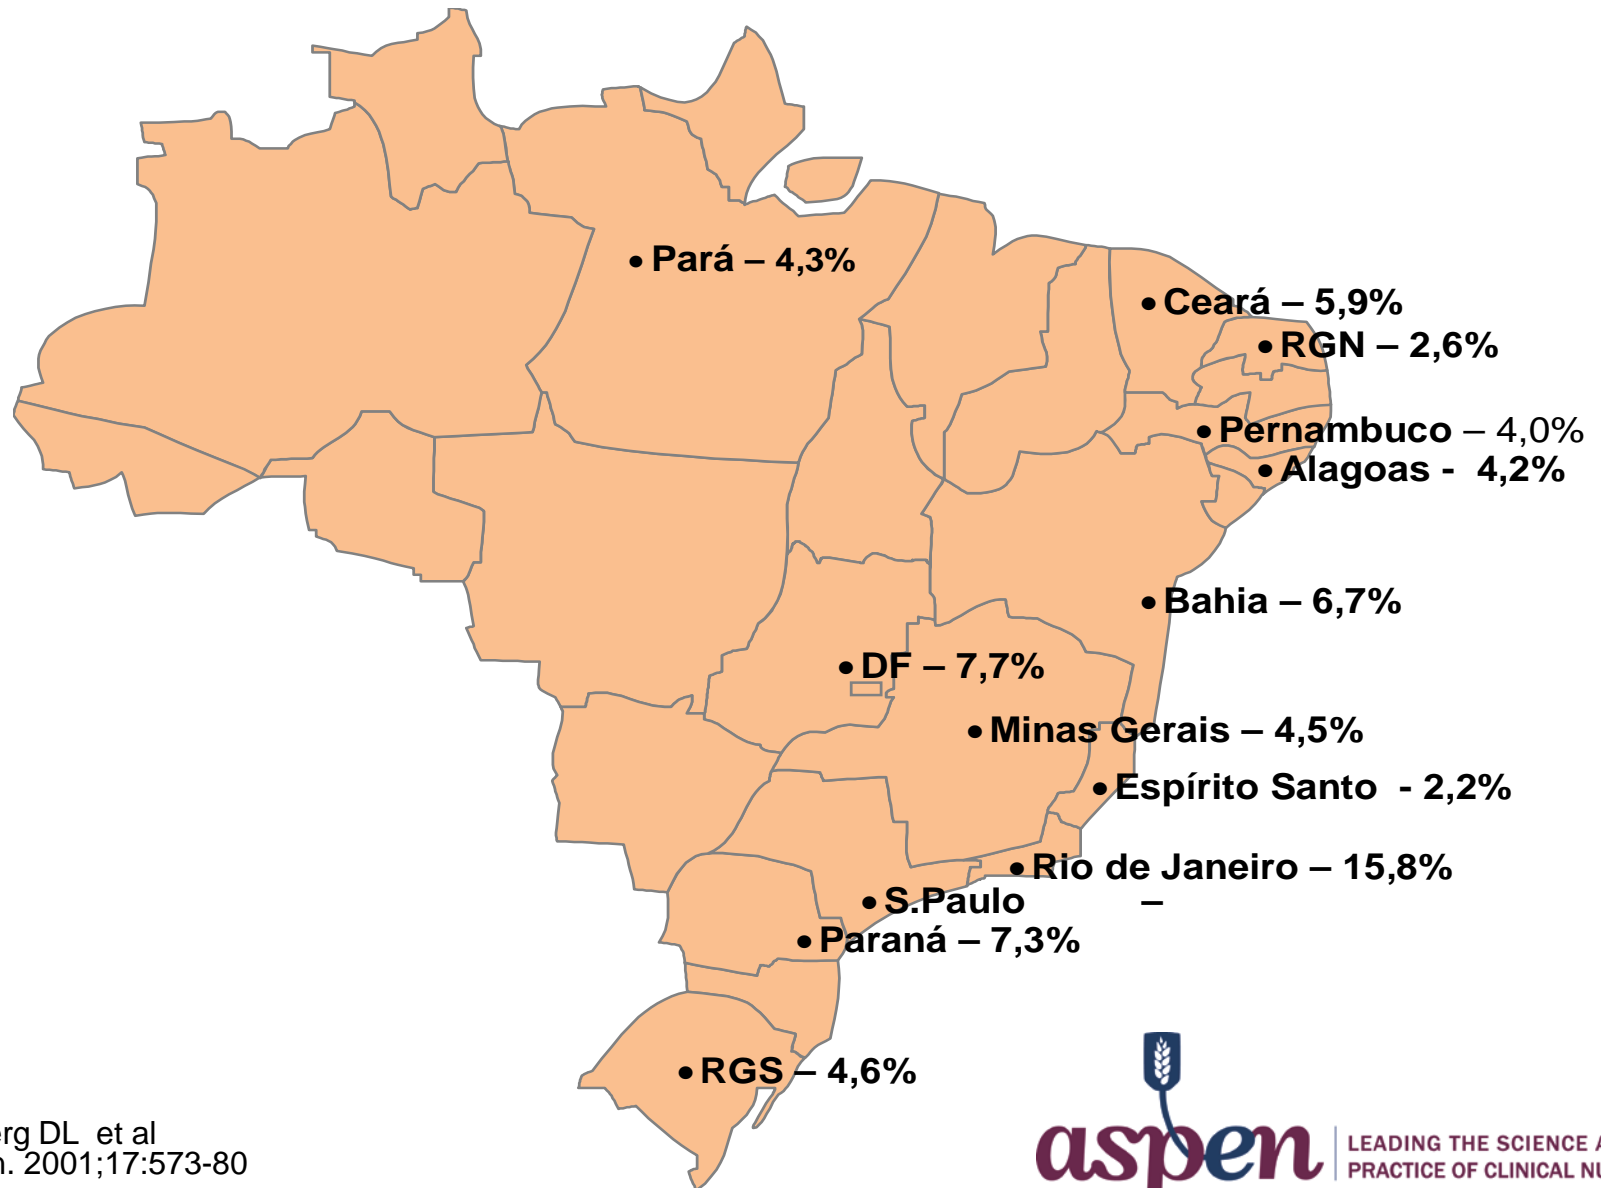 • Pará – 4,3%
• Ceará – 5,9%
• RGN – 2,6%
• Pernambuco – 4,0%
• Alagoas - 4,2%
• Bahia – 6,7%
• DF – 7,7%
• Minas Gerais – 4,5%
• Espírito Santo - 2,2%
• Rio de Janeiro – 15,8%
• S.Paulo –
• Paraná – 7,3%
• RGS – 4,6%
DL et al
2001;17:573-80
aspen
LEADING THE SCIENCE
PRACTICE OF CLINICAL